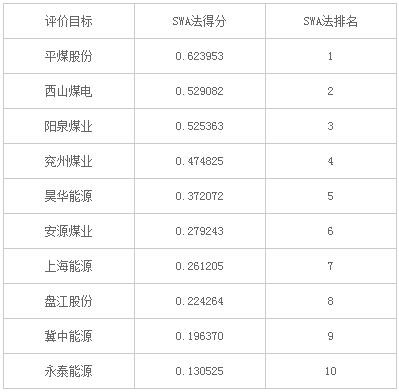 评价目标 SWA法得分 SWA法排名
平煤股份 0.623953 1
西山煤电 0.529082 2
阳泉煤业 0.525363 3
兖州煤业 0.474825 4
昊华能源 0.372072 5
安源煤业 0.279243 6
上海能源 0.261205 7
盘江股份 0.224264 8
冀中能源 0.196370 9
永泰能源 0.130525 10